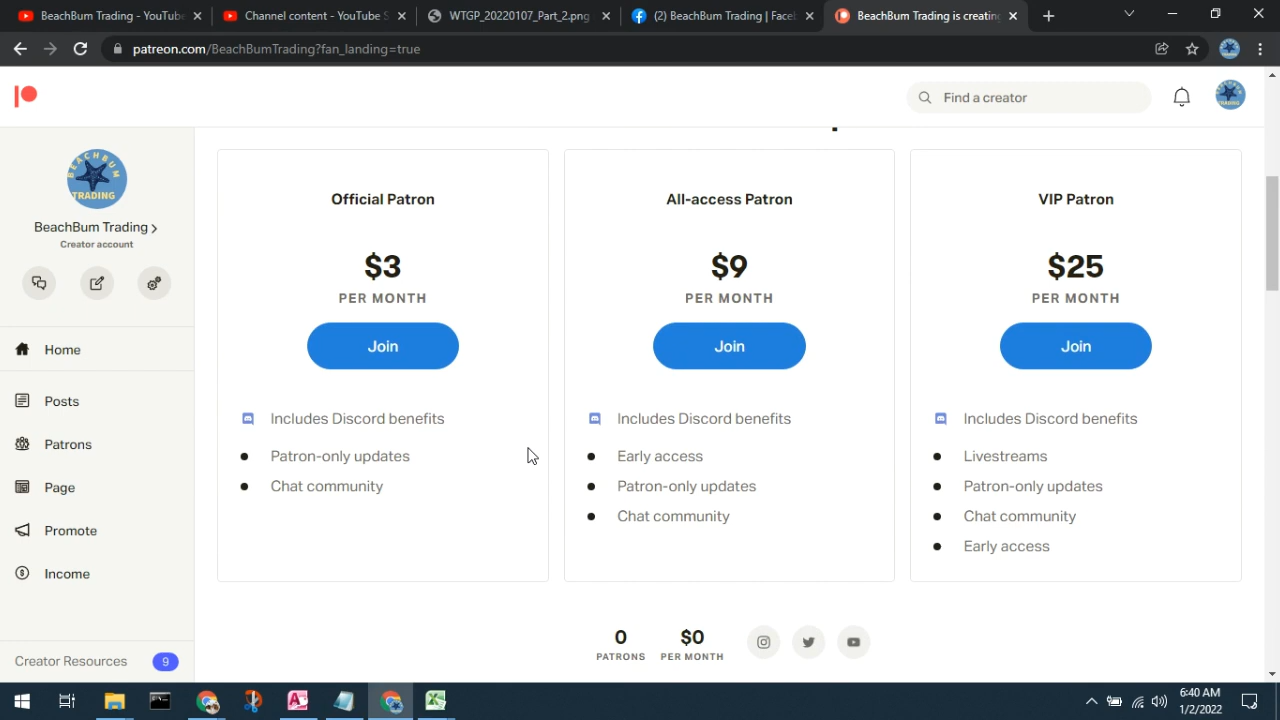 BeachBum Trading - YouTube
Channel content - YouTube S
WTGP_20220107_Part_2.png
(2) BeachBum Trading | Faceb
BeachBum Trading is creating
patreon.com/BeachBumTrading?fan_landing=true
Find a creator
BEACHBUM
TRADING
BeachBum Trading
Creator account
Home
Posts
Patrons
Page
Promote
Income
Creator Resources 9
Official Patron
$3
PER MONTH
Join
Includes Discord benefits
Patron-only updates
Chat community
All-access Patron
$9
PER MONTH
Join
Includes Discord benefits
Early access
Patron-only updates
Chat community
VIP Patron
$25
PER MONTH
Join
Includes Discord benefits
Livestreams
Patron-only updates
Chat community
Early access
0
PATRONS
$0
PER MONTH
6:40 AM
1/2/2022